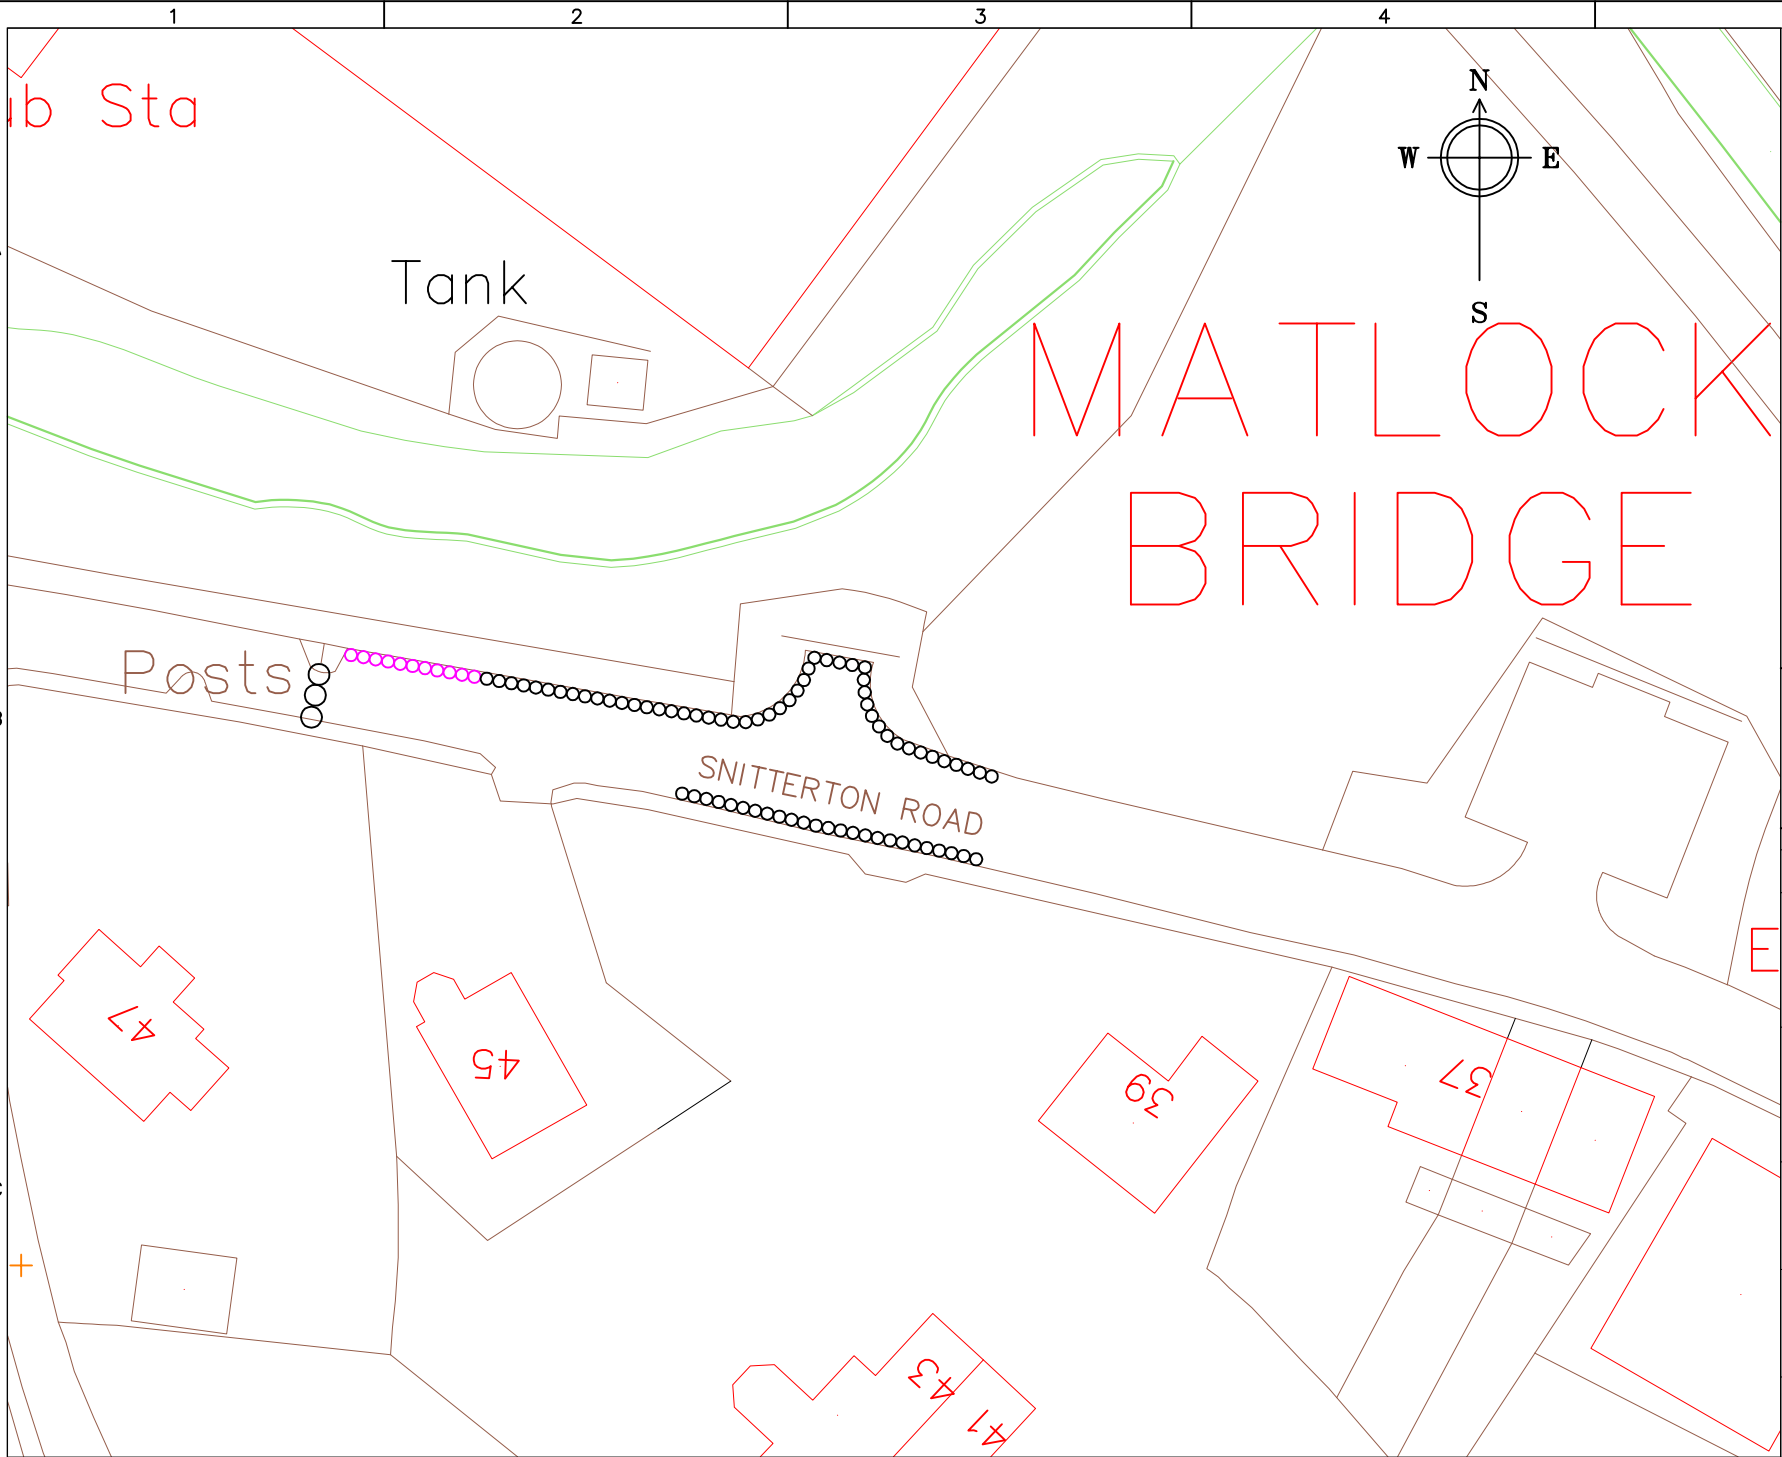 1 2 3 4
ub Sta
N
W E
S
Tank
MATLOCK
BRIDGE
Posts
SNITTERTON ROAD
E
47
45
39
37
43
41